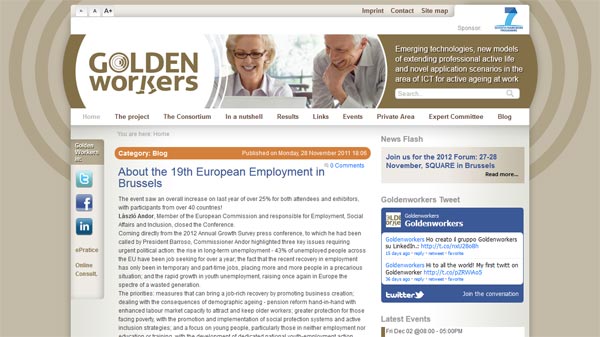 A A A+
Imprint Contact Site map
Sponsor
7
GOLDEN
workers
Emerging technologies, new models
of extending professional active life
and novel application scenarios in the
area of ICT for active ageing at work
Search...
Home The project The Consortium In a nutshell Results Links Events Private Area Expert Committee Blog
You are here: Home
Golden
Workers
in:
ePratice
Online
Consult.
Category: Blog Published on Monday, 28 November 2011 18:06
0 Comments
About the 19th European Employment in
Brussels
The event saw an overall increase on last year of over 25% for both attendees and exhibitors,
with participants from over 40 countries!
László Andor, Member of the European Commission and responsible for Employment, Social
Affairs and Inclusion, closed the Conference.
Coming directly from the 2012 Annual Growth Survey press conference, to which he had been
called by President Barroso, Commissioner Andor highlighted three key issues requiring
urgent political action: the rise in long-term unemployment - 43% of unemployed people across
the EU have been job seeking for over a year, the fact that the recent recovery in employment
has only been in temporary and part-time jobs, placing more and more people in a precarious
situation; and the rapid growth in youth unemployment, raising once again in Europe the
spectre of a wasted generation.
The priorities, measures that can bring a job-rich recovery by promoting business creation;
dealing with the consequences of demographic ageing - pension reform hand-in-hand with
enhanced labour market capacity to attract and keep older workers; greater protection for those
facing poverty, with the promotion and implementation of social protection systems and active
inclusion strategies; and a focus on young people, particularly those in neither employment nor
education or training, with the development of dedicated national youth-employment action
News Flash
Join us for the 2012 Forum: 27-28
November, SQUARE in Brussels
Read more...
Goldenworkers Tweet
Goldenworkers
Goldenworkers
Goldenworkers Ho creato il gruppo Goldenworkers
su LinkedIn..
15 days ago · reply · retweet · favorite
Goldenworkers Hi to all the world! My first twitt on
Goldenworker
38 days ago · reply · retweet · favorite
twitter Join the conversation
Latest Events
Fri Dec 02 @08:00 - 05:00PM